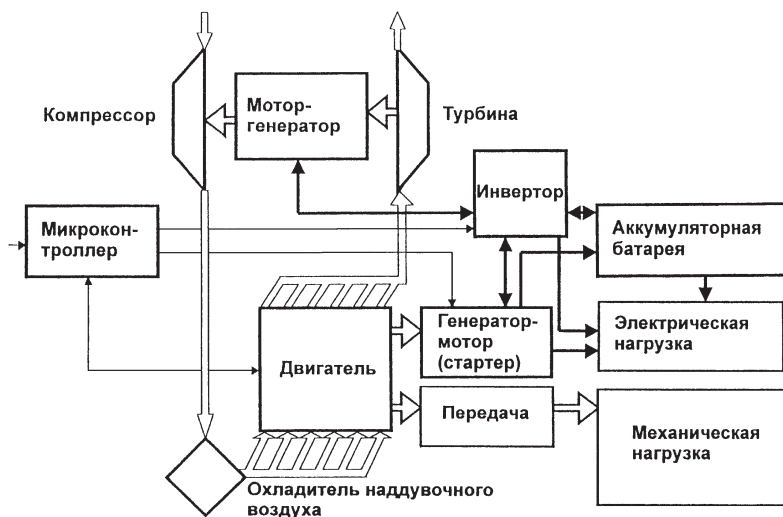 Компрессор
Мотор-
генератор
Турбина
Инвертор
Микрокон-
троллер
Аккумуляторная
батарея
Двигатель
Генератор-
мотор
(стартер)
Электрическая
нагрузка
Передача
Механическая
нагрузка
Охладитель наддувочного
воздуха